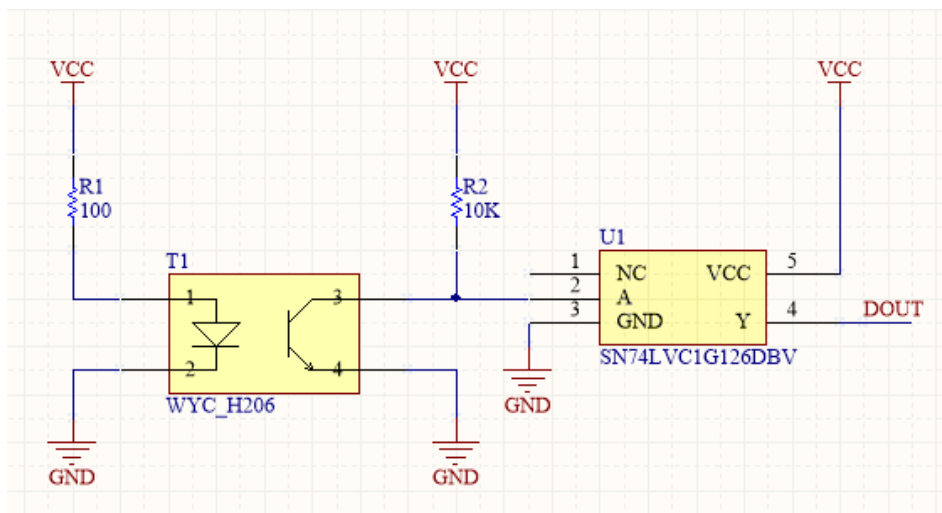 VCC
VCC
VCC
R1
100
R2
10K
U1
T1
1
NC
VCC
5
1
3
2
A
3
GND
Y
4
DOUT
SN74LVC1G126DBV
2
4
WYC_H206
GND
GND
GND